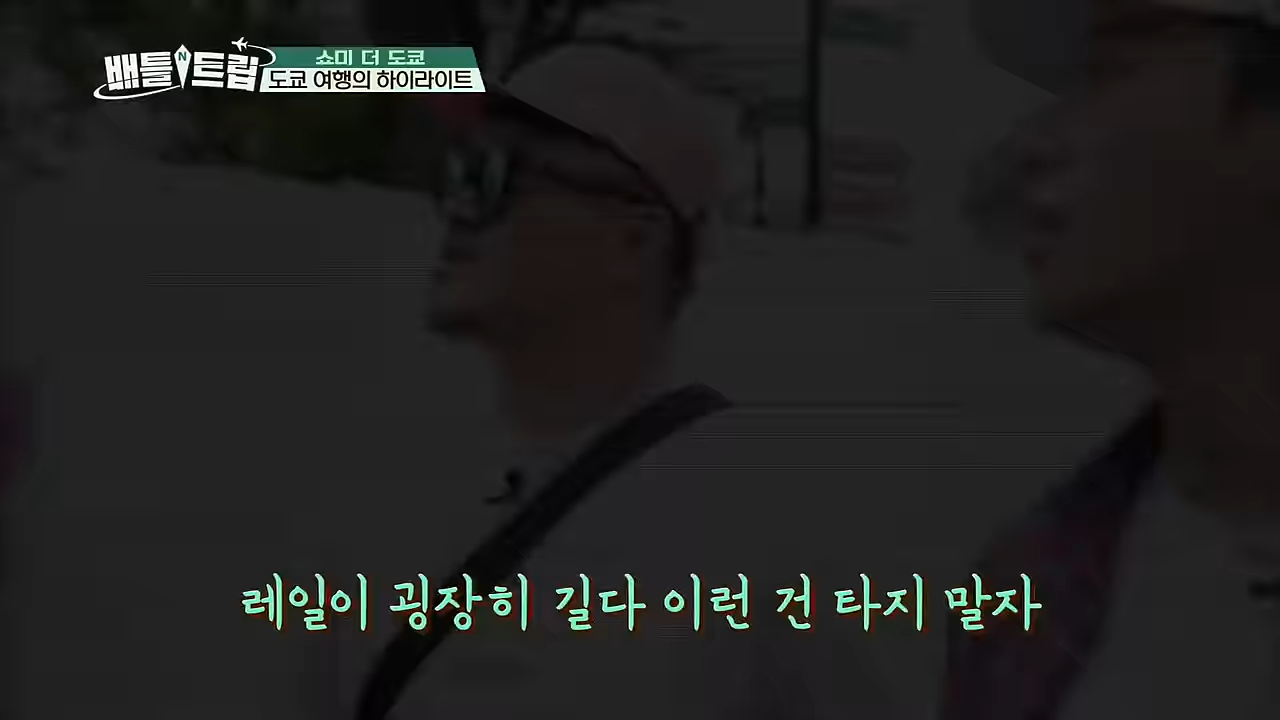 배틀트립
N
쇼미 더 도쿄
도쿄 여행의 하이라이트
레일이 굉장히 길다 이런 건 타지 말자